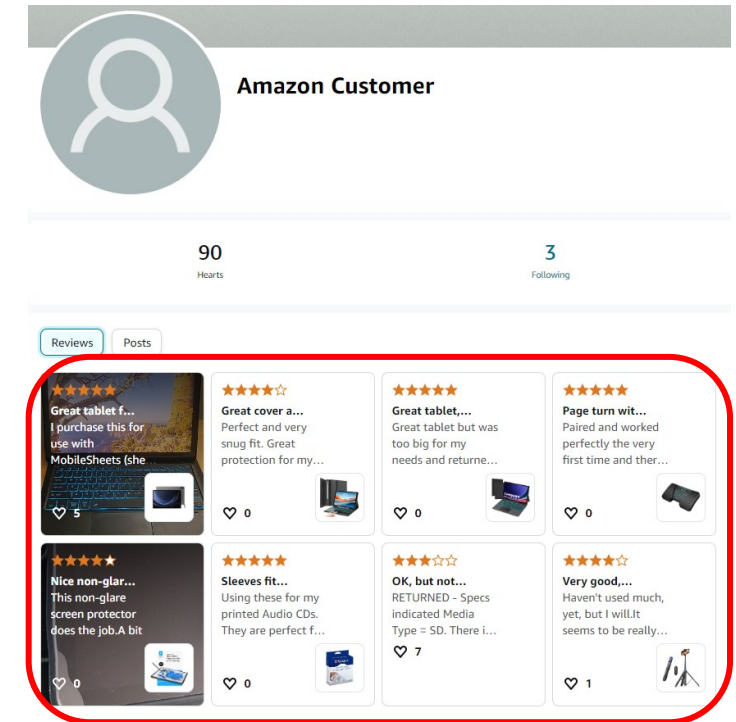 Amazon Customer
90
Hearts
3
Following
Reviews
Posts
Great tablet f...
I purchase this for
use with
MobileSheets (she
5
Great cover a...
Perfect and very
snug fit. Great
protection for my...
0
Great tablet,...
Great tablet but was
too big for my
needs and returne...
0
Page turn wit...
Paired and worked
perfectly the very
first time and ther...
0
Nice non-glar...
This non-glare
screen protector
does the job.A bit
0
Sleeves fit...
Using these for my
printed Audio CDs.
They are perfect f...
0
OK, but not...
RETURNED - Specs
indicated Media
Type = SD. There i...
7
Very good,...
Haven't used much,
yet, but I will.It
seems to be really...
1